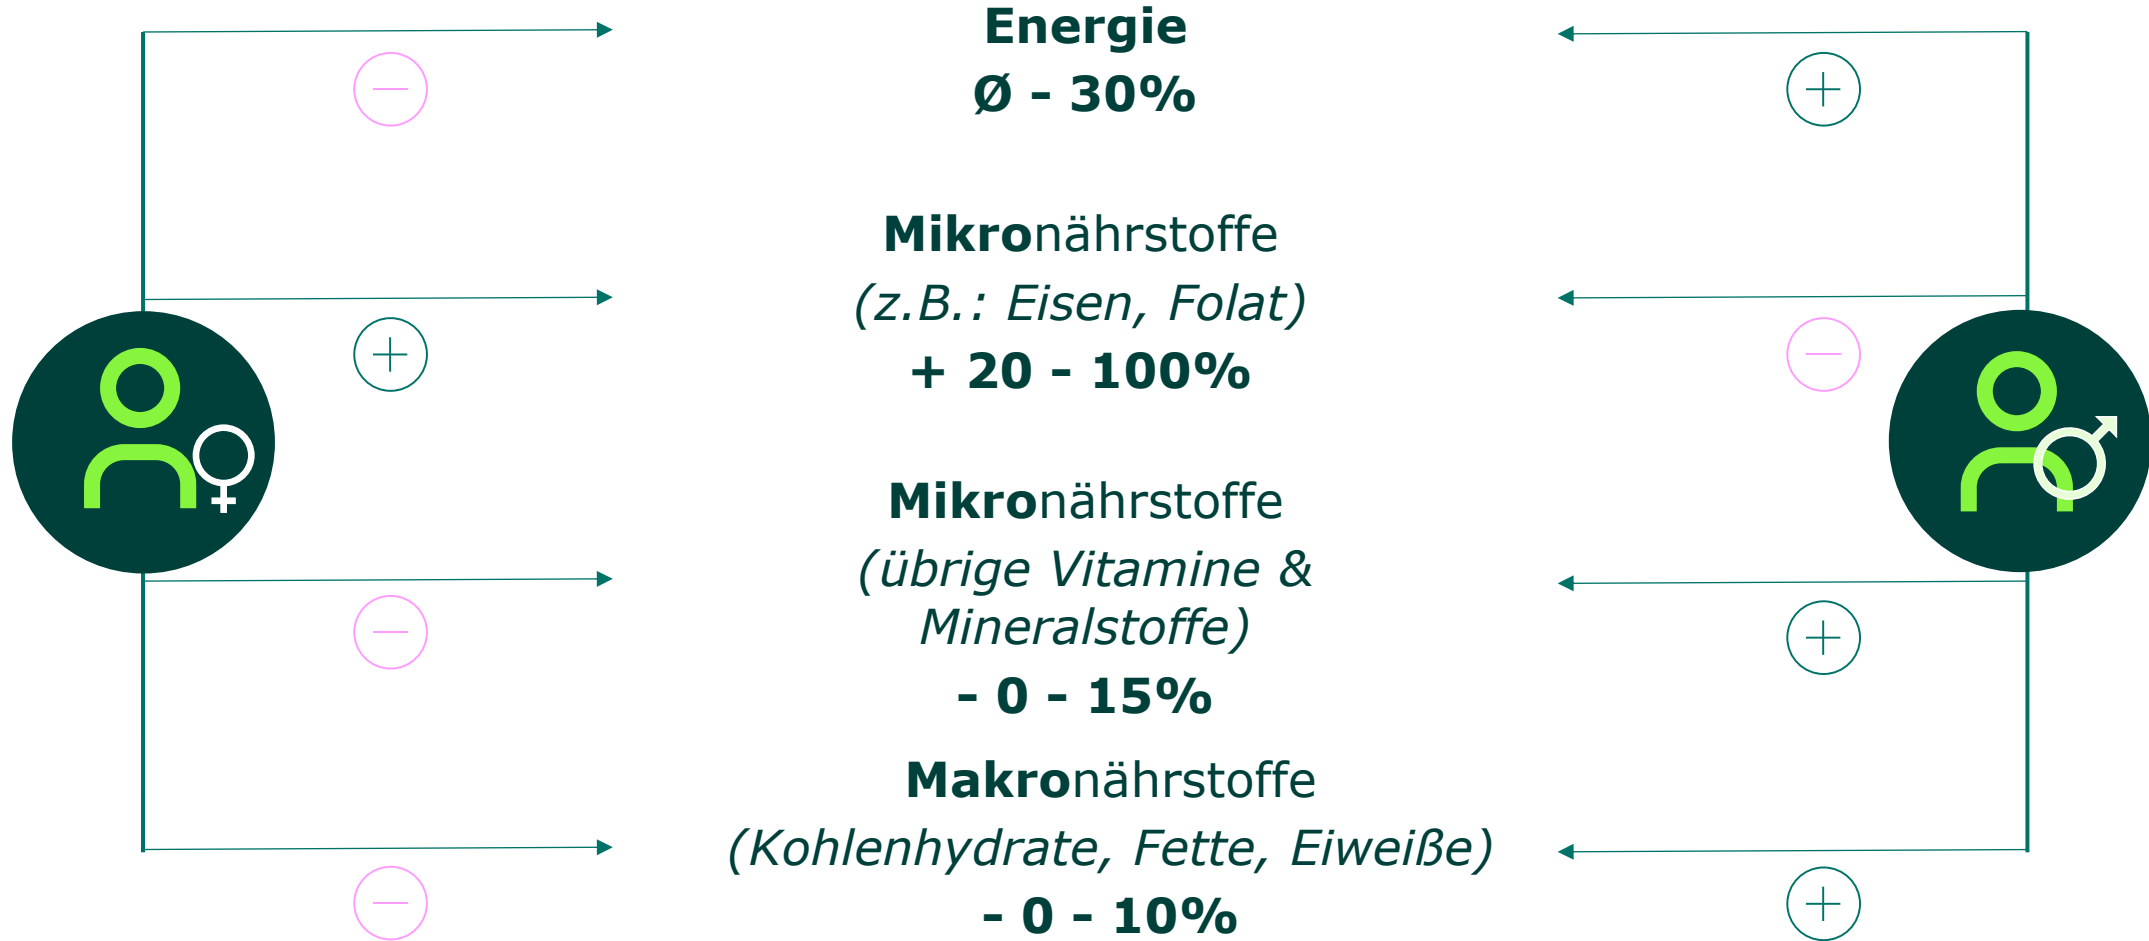 Energie
Ø - 30%
Mikronährstoffe
(z.B.: Eisen, Folat)
+ 20 - 100%
Mikronährstoffe
(übrige Vitamine &
Mineralstoffe)
- 0 - 15%
Makronährstoffe
(Kohlenhydrate, Fette, Eiweiße)
- 0 - 10%